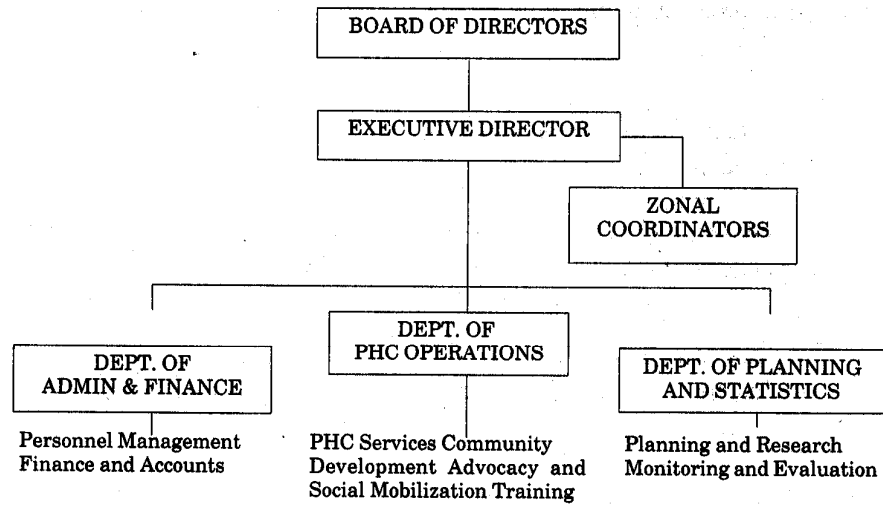 BOARD OF DIRECTORS
EXECUTIVE DIRECTOR
ZONAL
COORDINATORS
DEPT. OF
ADMIN & FINANCE
DEPT. OF
PHC OPERATIONS
DEPT. OF PLANNING
AND STATISTICS
Personnel Management
Finance and Accounts
PHC Services Community
Development Advocacy and
Social Mobilization Training
Planning and Research
Monitoring and Evaluation